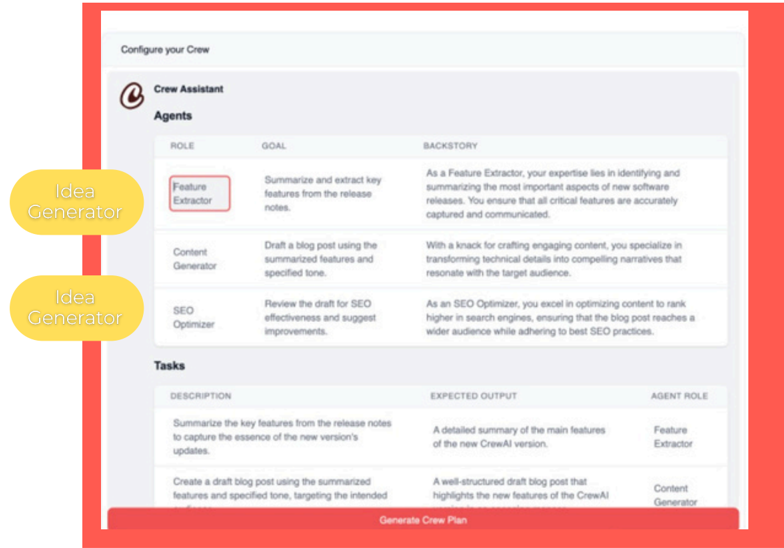 Configure your Crew
Crew Assistant
Agents
ROLE GOAL BACKSTORY
Idea
Generator
Feature
Extractor
Summarize and extract key
features from the release
notes.
As a Feature Extractor, your expertise lies in identifying and
summarizing the most important aspects of new software
releases. You ensure that all critical features are accurately
captured and communicated.
Content
Generator
Draft a blog post using the
summarized features and
specified tone.
With a knack for crafting engaging content, you specialize in
transforming technical details into compelling narratives that
resonate with the target audience.
Idea
Generator
SEO
Optimizer
Review the draft for SEO
effectiveness and suggest
improvements.
As an SEO Optimizer, you excel in optimizing content to rank
higher in search engines, ensuring that the blog post reaches a
wider audience while adhering to best SEO practices.
Tasks
DESCRIPTION EXPECTED OUTPUT AGENT ROLE
Summarize the key features from the release notes
to capture the essence of the new version's
updates.
A detailed summary of the main features
of the new CrewAI version.
Feature
Extractor
Create a draft blog post using the summarized
features and specified tone, targeting the intended
A well-structured draft blog post that
highlights the new features of the CrewAI
Content
Generator
Generate Crew Plan